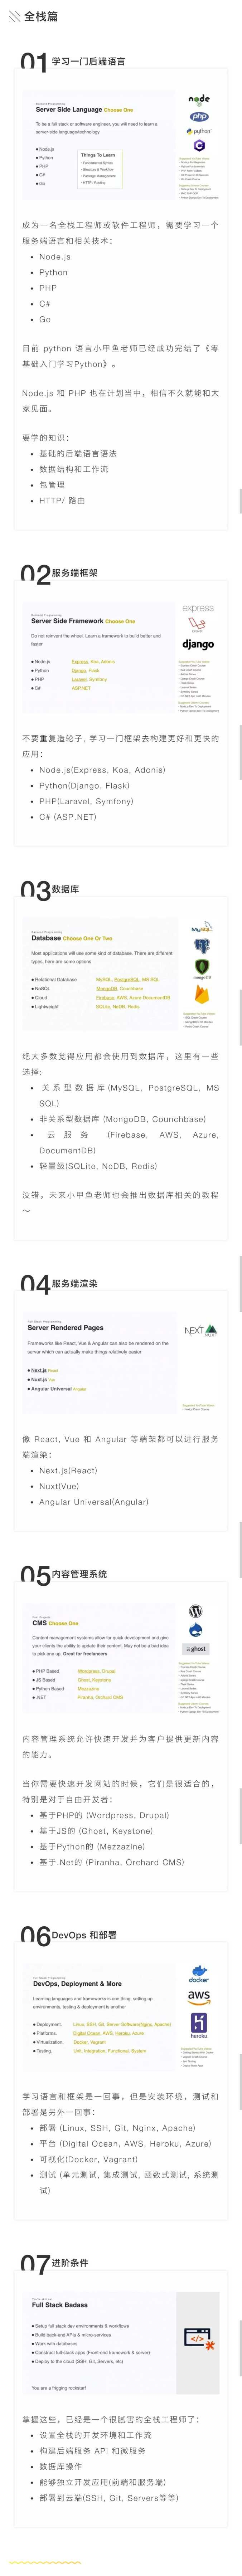 全栈篇
01 学习一门后端语言
Server Side Language Choose One
As a full stack engineer or software engineer, you will need to learn a
server-side language/technology
Node.js
Python
PHP
C#
Go
Things To Learn
Fundamental Syntax
Structures & Workflow
Package Management
HTTP / Routing
node
php
python
成为一名全栈工程师或软件工程师，需要学习一个
服务端语言和相关技术：
Node.js
Python
PHP
C#
Go
目前 python 语言小甲鱼老师已经成功完结了《零
基础入门学习Python》。
Node.js 和 PHP 也在计划当中，相信不久就能和大
家见面。
要学的知识：
基础的后端语言语法
数据结构和工作流
包管理
HTTP/ 路由
02 服务端框架
Server Side Framework Choose One
Do not reinvent the wheel. Learn a framework to build better and
faster
Node.js Express, Koa, Adonis
Python Django, Flask
PHP Laravel, Symfony
C# ASP.NET
express
django
不要重复造轮子, 学习一门框架去构建更好和更快的
应用：
Node.js(Express, Koa, Adonis)
Python(Django, Flask)
PHP(Laravel, Symfony)
C# (ASP.NET)
03 数据库
Database Choose One Or Two
Most applications will use some kind of database. There are different
types, here are some options
Relational Database MySQL, PostgreSQL, MS SQL
NoSQL MongoDB, Counchbase
Cloud Firebase, AWS, Azure DocumentDB
Lightweight SQLite, NeDB, Redis
MySQL
mongoDB
绝大多数觉得应用都会使用到数据库，这里有一些
选择:
关系型数据库(MySQL, PostgreSQL, MS
SQL)
非关系型数据库 (MongoDB, Counchbase)
云服务 (Firebase, AWS, Azure,
DocumentDB)
轻量级(SQLite, NeDB, Redis)
没错，未来小甲鱼老师也会推出数据库相关的教程
～
04 服务端渲染
Server Rendered Pages
Frameworks like React, Vue & Angular can also be rendered on the
server which can actually make things relatively easier
Next.js React
Nuxt.js Vue
Angular Universal Angular
NEXT
像 React, Vue 和 Angular 等端架都可以进行服务
端渲染：
Next.js(React)
Nuxt(Vue)
Angular Universal(Angular)
05 内容管理系统
CMS Choose One
Content management systems allow for quick development and give
your clients the ability to update their content. May not be a bad idea
to pick one up. Great for freelancers
PHP Based Wordpress, Drupal
JS Based Ghost, Keystone
Python Based Mezzazine
.NET Piranha, Orchard CMS
ghost
内容管理系统允许快速开发并为客户提供更新内容
的能力。
当你需要快速开发网站的时候，它们是很适合的，
特别是对于自由开发者：
基于PHP的 (Wordpress, Drupal)
基于JS的 (Ghost, Keystone)
基于Python的 (Mezzazine)
基于.Net的 (Piranha, Orchard CMS)
06 DevOps 和部署
DevOps, Deployment & More
Learning languages and frameworks is one thing, setting up
environments, testing & deployment is another
Deployment. Linux, SSH, Git, Server Software(Nginx, Apache)
Platforms. Digital Ocean, AWS, Heroku, Azure
Virtualization. Docker, Vagrant
Testing. Unit, Integration, Functional, System
docker
aws
heroku
学习语言和框架是一回事，但是安装环境，测试和
部署是另外一回事：
部署 (Linux, SSH, Git, Nginx, Apache)
平台 (Digital Ocean, AWS, Heroku, Azure)
可视化(Docker, Vagrant)
测试 (单元测试, 集成测试, 函数式测试, 系统测
试)
07 进阶条件
Full Stack Badass
Setup full stack dev environments & workflows
Build back-end APIs & micro-services
Work with databases
Construct full-stack apps (Front-end framework & server)
Deploy to the cloud (SSH, Git, Servers, etc)
You are a frigging rockstar!
掌握这些，已经是一个很厉害的全栈工程师了：
设置全栈的开发环境和工作流
构建后端服务 API 和微服务
数据库操作
能够独立开发应用(前端和服务端)
部署到云端(SSH, Git, Servers等等)